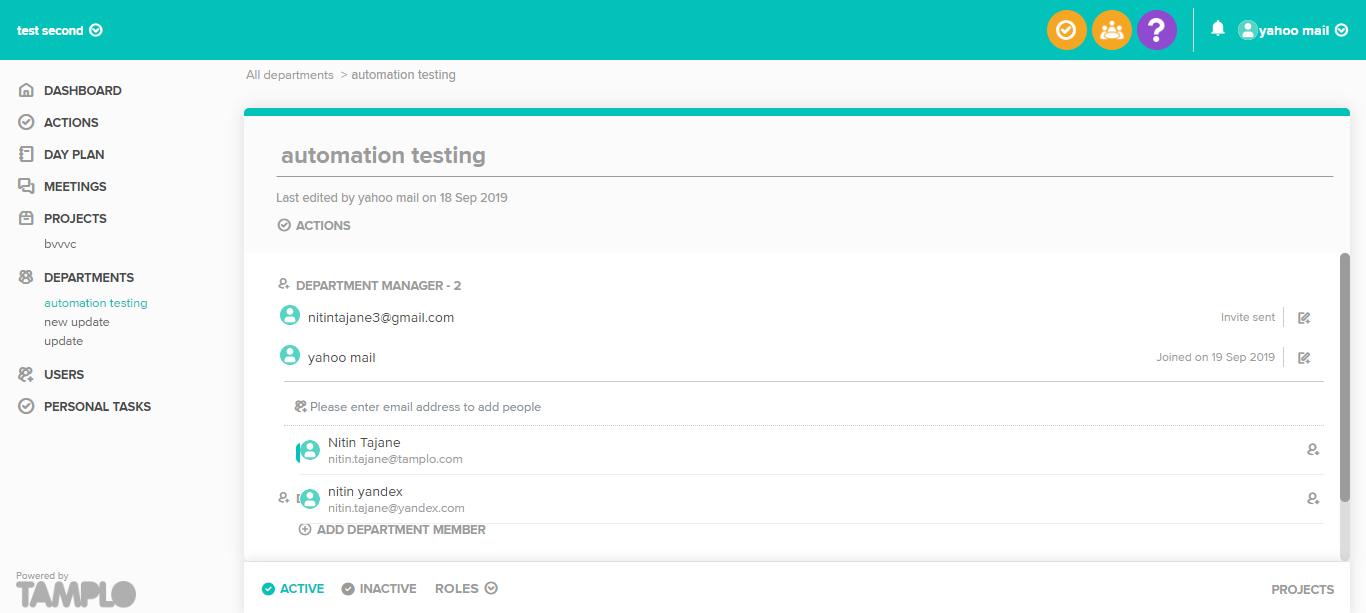 test second
yahoo mail
All departments > automation testing
DASHBOARD
ACTIONS
DAY PLAN
MEETINGS
PROJECTS
bvvvc
DEPARTMENTS
automation testing
new update
update
USERS
PERSONAL TASKS
Powered by
TAMPLO
automation testing
Last edited by yahoo mail on 18 Sep 2019
ACTIONS
DEPARTMENT MANAGER - 2
nitintajane3@gmail.com Invite sent
yahoo mail Joined on 19 Sep 2019
Please enter email address to add people
Nitin Tajane
nitin.tajane@tamplo.com
nitin yandex
nitin.tajane@yandex.com
ADD DEPARTMENT MEMBER
ACTIVE INACTIVE ROLES PROJECTS